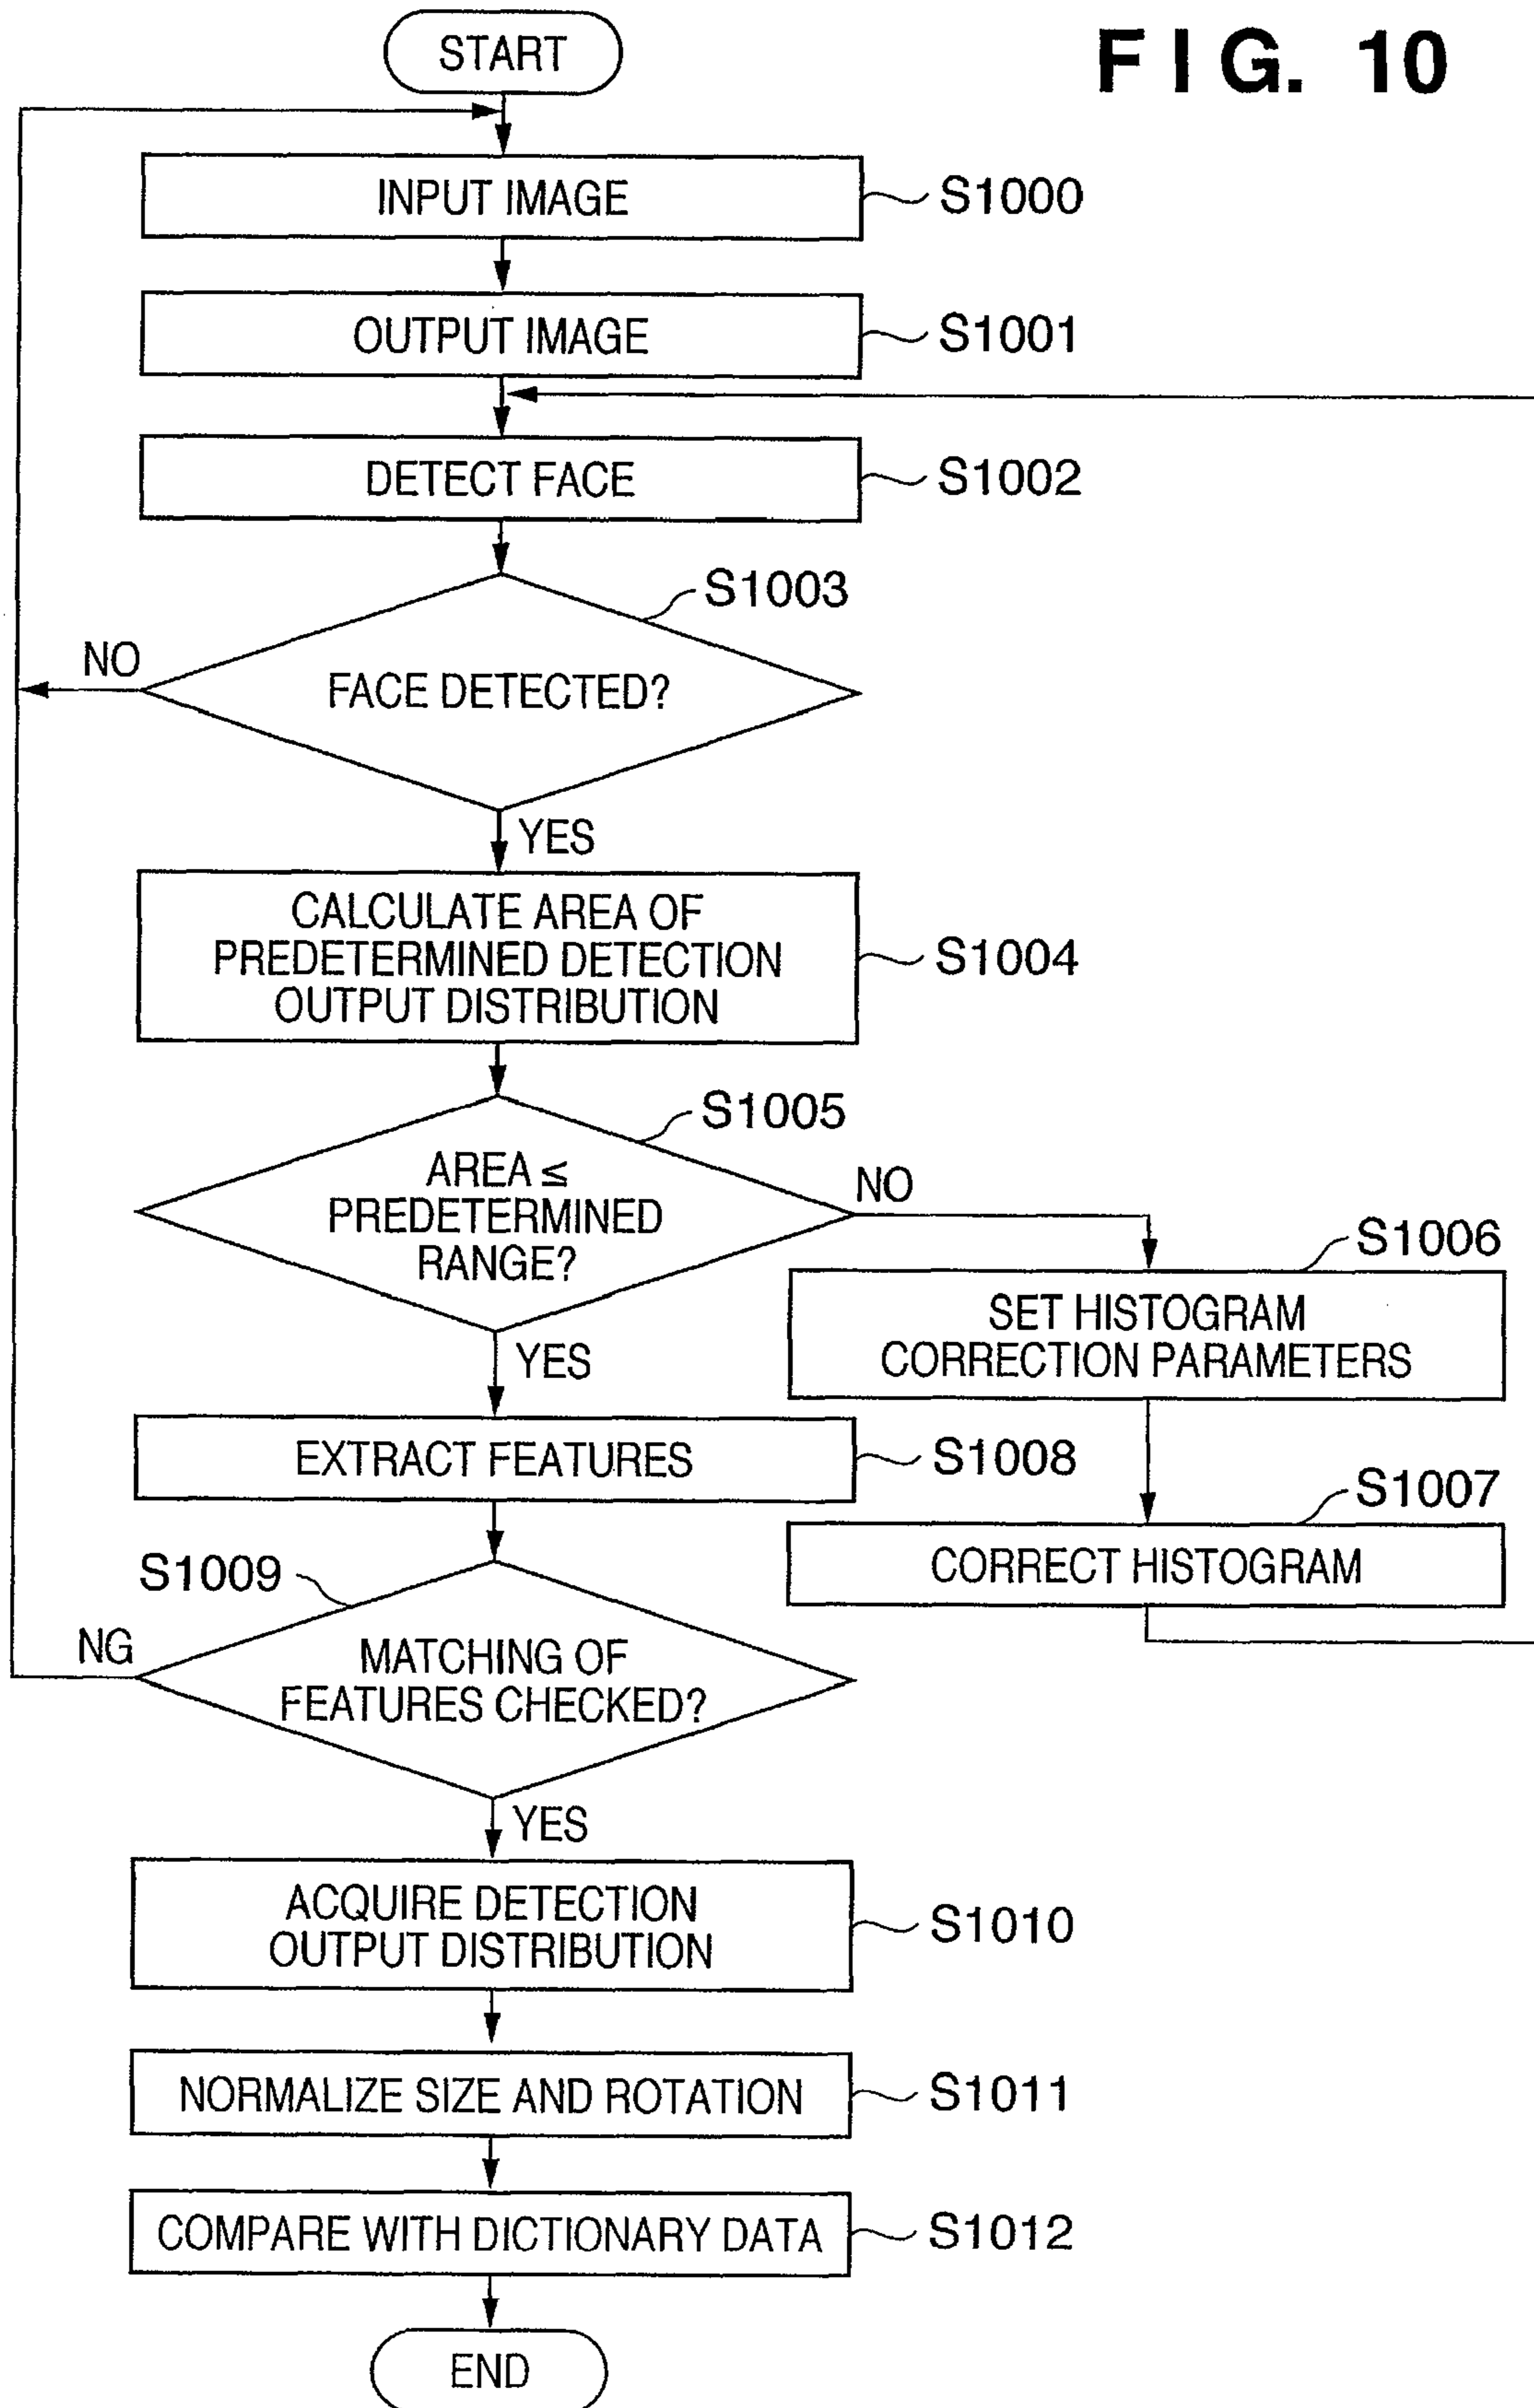 FIG. 10
START
INPUT IMAGE
S1000
OUTPUT IMAGE
S1001
DETECT FACE
S1002
S1003
NO
FACE DETECTED?
YES
CALCULATE AREA OF
PREDETERMINED DETECTION
OUTPUT DISTRIBUTION
S1004
S1005
AREA ≤
PREDETERMINED
RANGE?
NO
S1006
SET HISTOGRAM
CORRECTION PARAMETERS
YES
EXTRACT FEATURES
S1008
S1007
CORRECT HISTOGRAM
S1009
NG
MATCHING OF
FEATURES CHECKED?
YES
ACQUIRE DETECTION
OUTPUT DISTRIBUTION
S1010
NORMALIZE SIZE AND ROTATION
S1011
COMPARE WITH DICTIONARY DATA
S1012
END